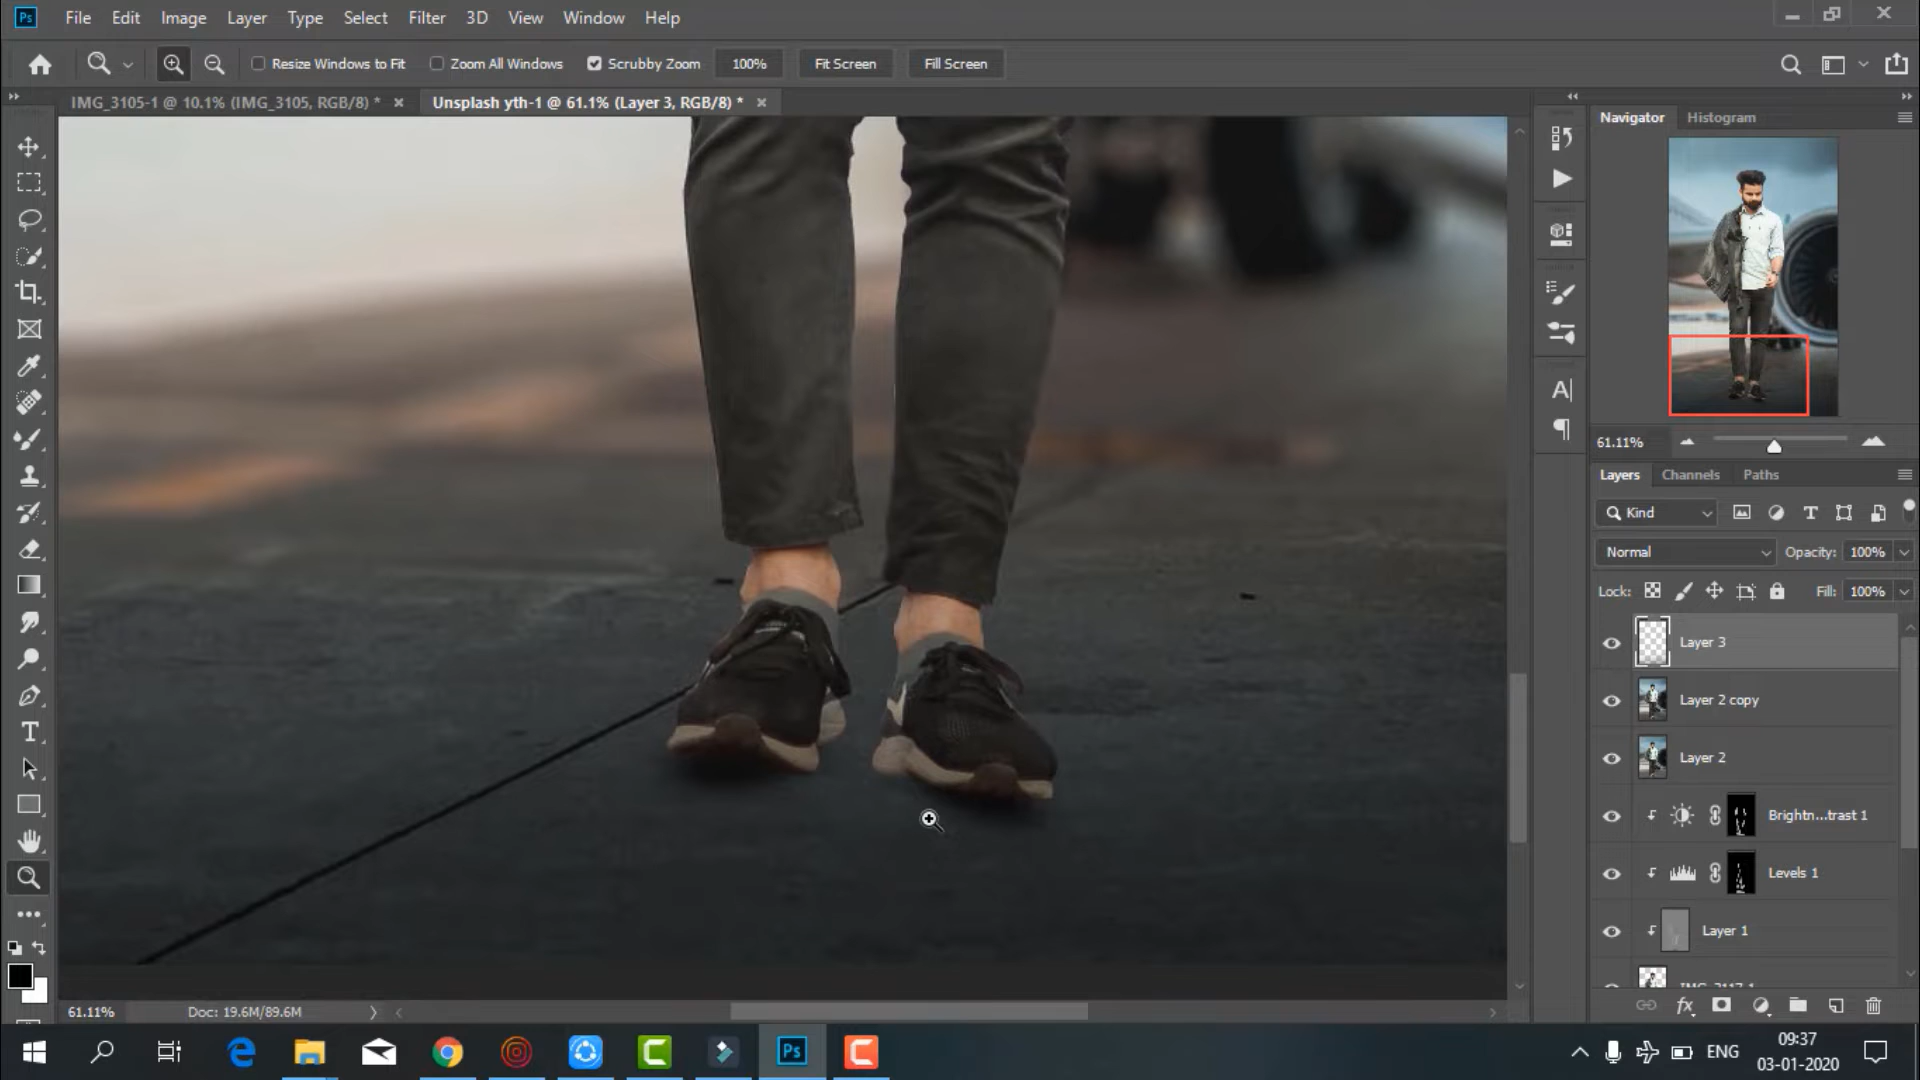 Ps File Edit Image Layer Type Select Filter 3D View Window Help
Resize Windows to Fit Zoom All Windows Scrubby Zoom 100% Fit Screen Fill Screen
IMG_3105-1 @ 10.1% (IMG_3105, RGB/8) * × Unsplash yth-1 @ 61.1% (Layer 3, RGB/8) * ×
Navigator Histogram
61.11%
Layers Channels Paths
Kind
Normal Opacity: 100%
Lock: Fill: 100%
Layer 3
Layer 2 copy
Layer 2
Brightn...trast 1
Levels 1
Layer 1
61.11% Doc: 19.6M/89.6M
ENG
09:37
03-01-2020